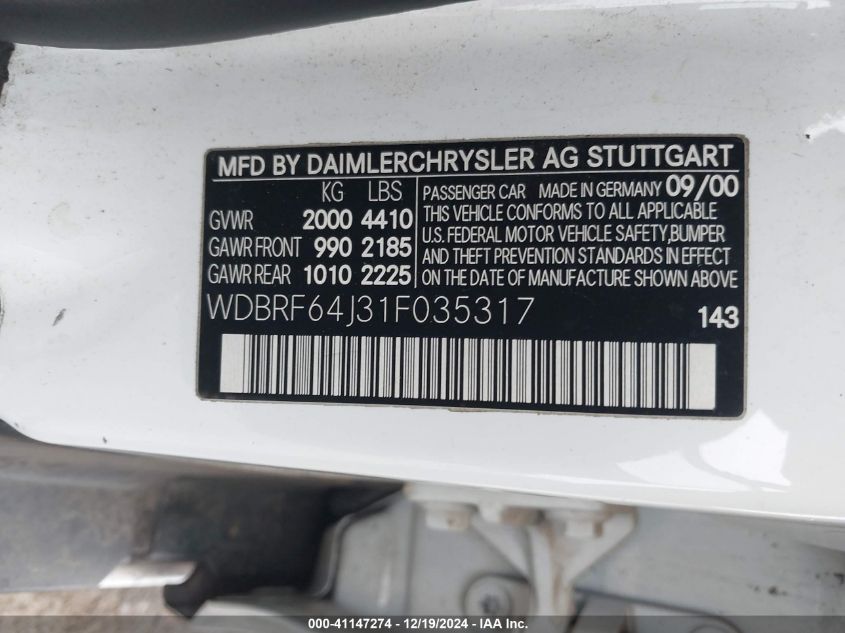 MFD BY DAIMLERCHRYSLER AG STUTTGART
KG LBS
GVWR 2000 4410
GAWR FRONT 990 2185
GAWR REAR 1010 2225
PASSENGER CAR MADE IN GERMANY 09/00
THIS VEHICLE CONFORMS TO ALL APPLICABLE
U.S. FEDERAL MOTOR VEHICLE SAFETY,BUMPER
AND THEFT PREVENTION STANDARDS IN EFFECT
ON THE DATE OF MANUFACTURE SHOWN ABOVE
WDBRF64J31F035317
143
000-41147274 - 12/19/2024 - IAAI.com